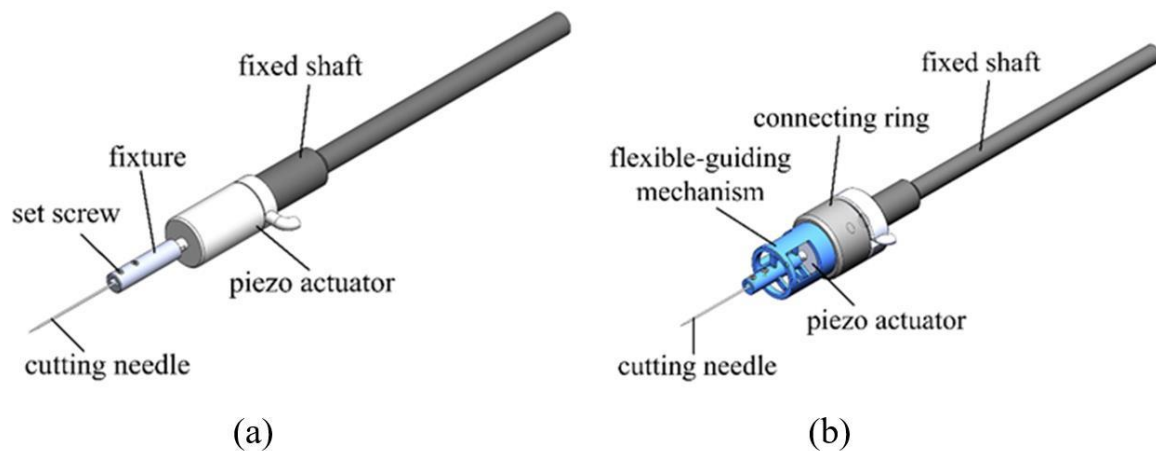 fixed shaft
fixture
set screw
piezo actuator
cutting needle
(a)
fixed shaft
connecting ring
flexible-guiding
mechanism
piezo actuator
cutting needle
(b)